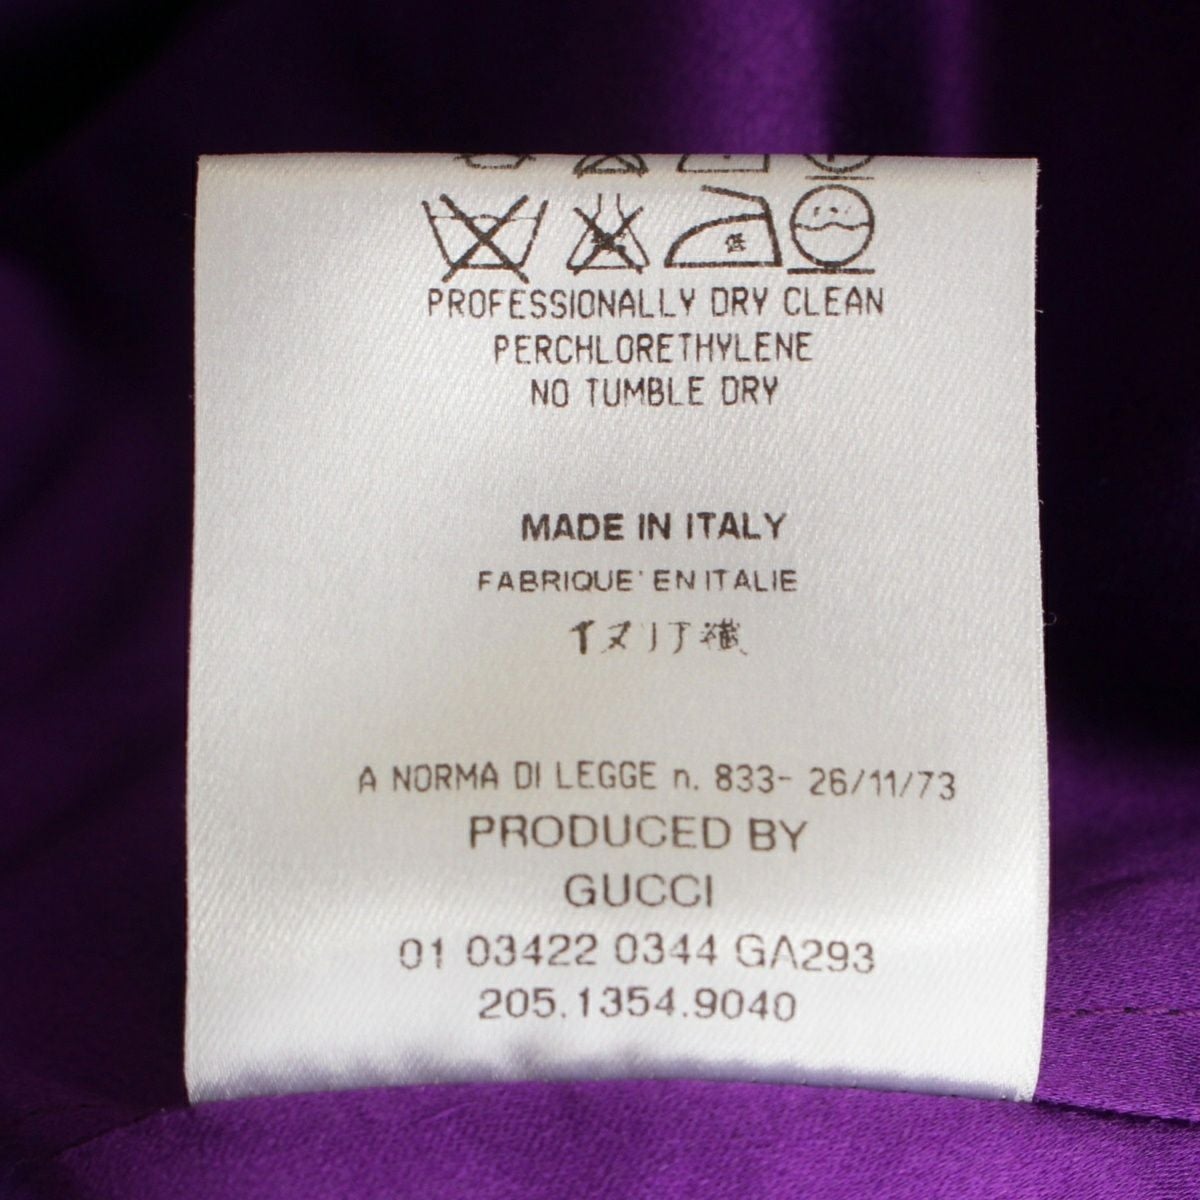 低
PROFESSIONALLY DRY CLEAN
PERCHLORETHYLENE
NO TUMBLE DRY
MADE IN ITALY
FABRIQUE' EN ITALIE
イタリア製
A NORMA DI LEGGE n. 833- 26/11/73
PRODUCED BY
GUCCI
01 03422 0344 GA293
205.1354.9040